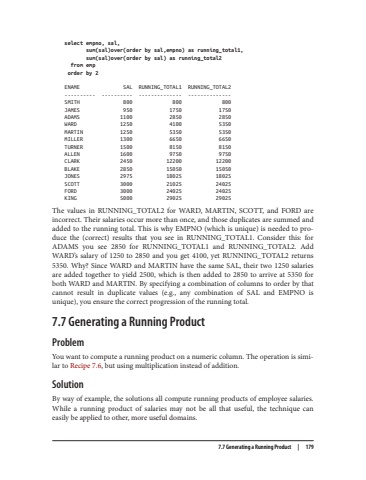 select empno, sal,
sum(sal)over(order by sal,empno) as running_total1,
sum(sal)over(order by sal) as running_total2
from emp
order by 2
ENAME SAL RUNNING_TOTAL1 RUNNING_TOTAL2
---------- ---------- -------------- --------------
SMITH 800 800 800
JAMES 950 1750 1750
ADAMS 1100 2850 2850
WARD 1250 4100 5350
MARTIN 1250 5350 5350
MILLER 1300 6650 6650
TURNER 1500 8150 8150
ALLEN 1600 9750 9750
CLARK 2450 12200 12200
BLAKE 2850 15050 15050
JONES 2975 18025 18025
SCOTT 3000 21025 24025
FORD 3000 24025 24025
KING 5000 29025 29025
The values in RUNNING_TOTAL2 for WARD, MARTIN, SCOTT, and FORD are
incorrect. Their salaries occur more than once, and those duplicates are summed and
added to the running total. This is why EMPNO (which is unique) is needed to pro-
duce the (correct) results that you see in RUNNING_TOTAL1. Consider this: for
ADAMS you see 2850 for RUNNING_TOTAL1 and RUNNING_TOTAL2. Add
WARD's salary of 1250 to 2850 and you get 4100, yet RUNNING_TOTAL2 returns
5350. Why? Since WARD and MARTIN have the same SAL, their two 1250 salaries
are added together to yield 2500, which is then added to 2850 to arrive at 5350 for
both WARD and MARTIN. By specifying a combination of columns to order by that
cannot result in duplicate values (e.g., any combination of SAL and EMPNO is
unique), you ensure the correct progression of the running total.
7.7 Generating a Running Product
Problem
You want to compute a running product on a numeric column. The operation is simi-
lar to Recipe 7.6, but using multiplication instead of addition.
Solution
By way of example, the solutions all compute running products of employee salaries.
While a running product of salaries may not be all that useful, the technique can
easily be applied to other, more useful domains.
7.7 Generating a Running Product | 179